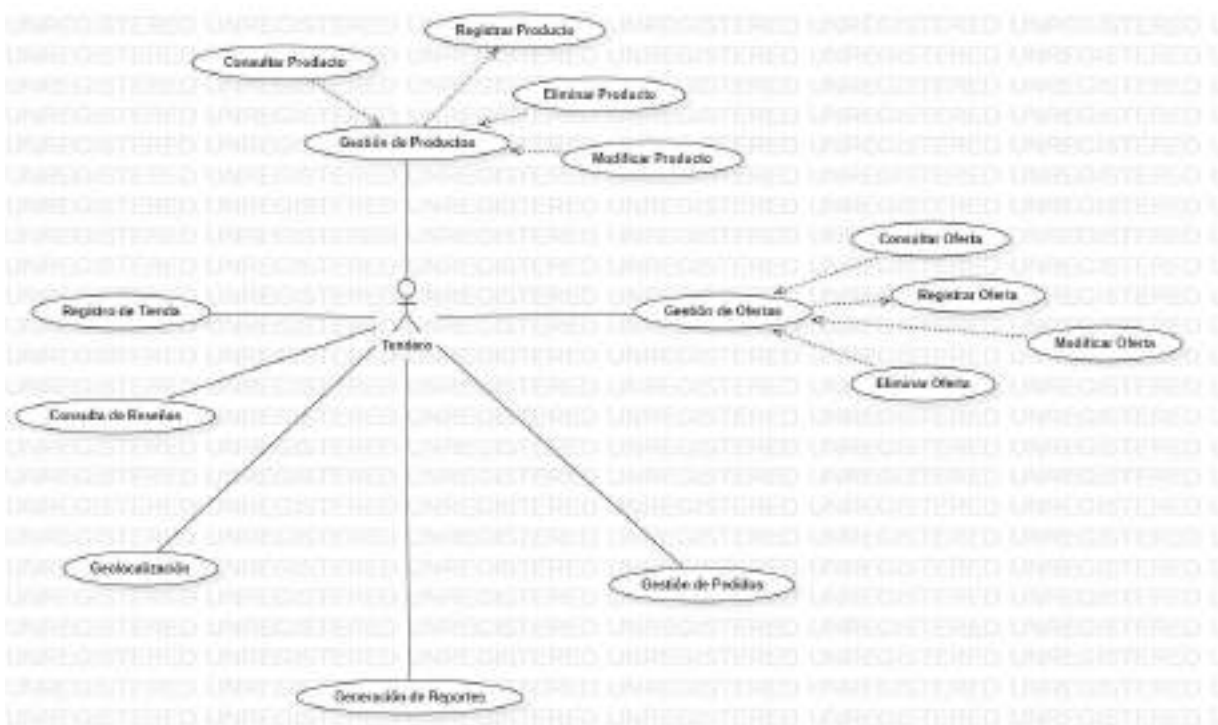 Registrar Producto
Consultar Producto
Eliminar Producto
Gestión de Productos
Modificar Producto
Consultar Oferta
Registrar Oferta
Registro de Tienda
Gestión de Ofertas
Tendero
Modificar Oferta
Eliminar Oferta
Consulta de Reseñas
Geolocalización
Gestión de Pedidos
Generación de Reportes
UNREGISTERED